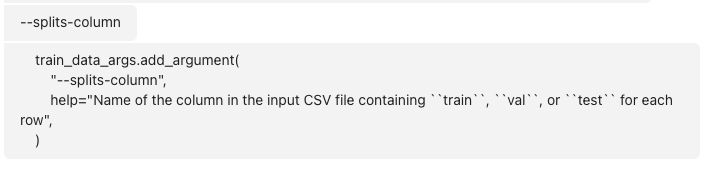 --splits-column
train_data_args.add_argument(
"--splits-column",
help="Name of the column in the input CSV file containing ``train``, ``val``, or ``test`` for each
row",
)